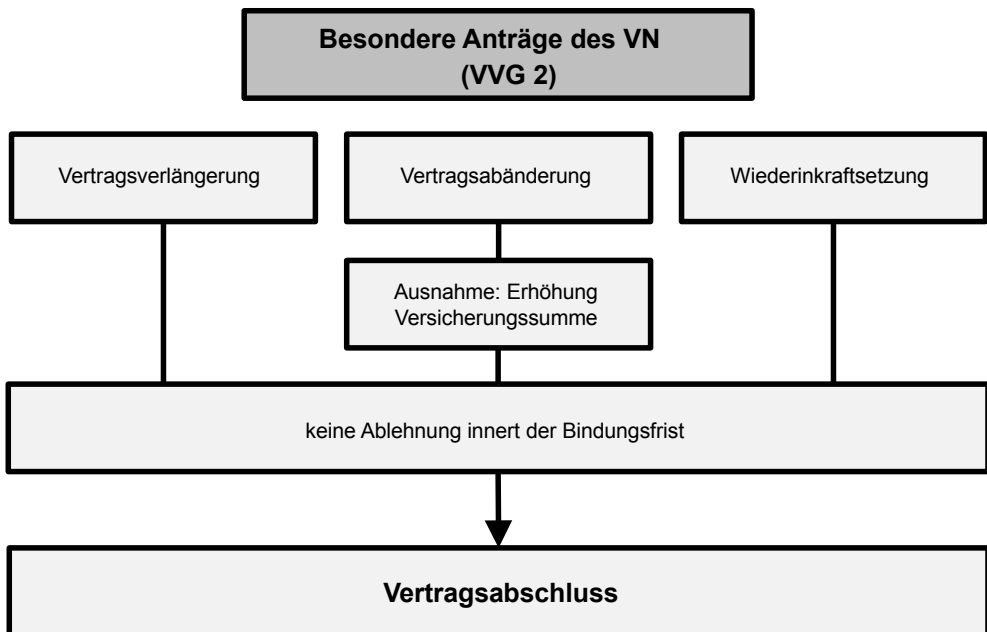 Besondere Anträge des VN
(VVG 2)
Vertragsverlängerung
Vertragsabänderung
Wiederinkraftsetzung
Ausnahme: Erhöhung
Versicherungssumme
keine Ablehnung innert der Bindungsfrist
Vertragsabschluss